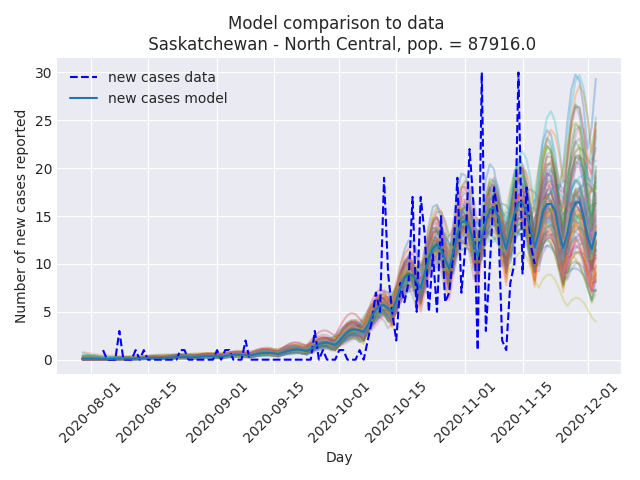 Model comparison to data
Saskatchewan - North Central, pop. = 87916.0
new cases data
new cases model
Number of new cases reported
30
25
20
15
10
5
0
2020-08-01
2020-08-15
2020-09-01
2020-09-15
2020-10-01
2020-10-15
2020-11-01
2020-11-15
2020-12-01
Day